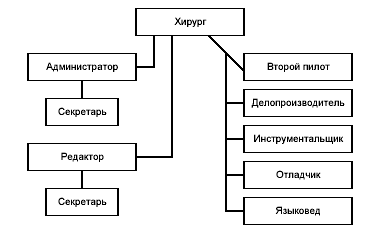 Хирург
Администратор
Секретарь
Редактор
Секретарь
Второй пилот
Делопроизводитель
Инструментальщик
Отладчик
Языковед